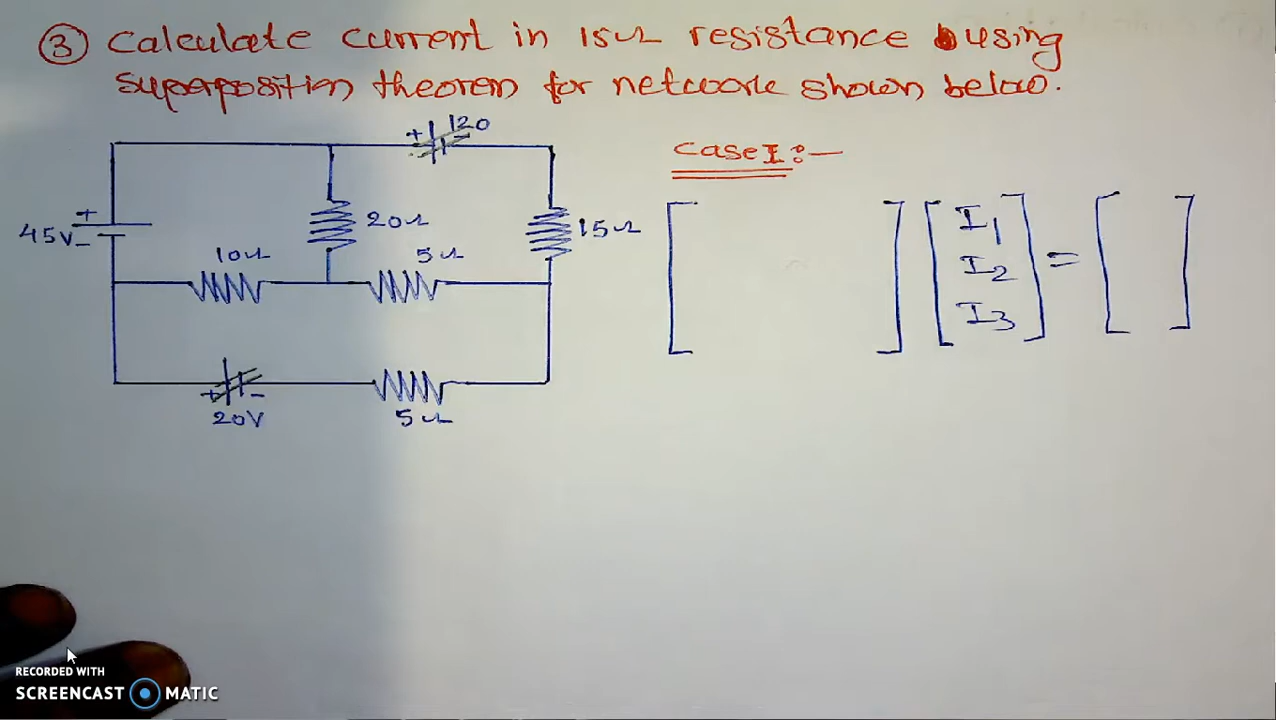 ③ Calculate current in 15Ω resistance using
superposition theorem for network shown below.
+ 120
Case I :-
+
45V
-
20Ω
15Ω
10Ω
5Ω
I1
I2
I3
=
+ -
20V
5Ω
RECORDED WITH
SCREENCAST MATIC